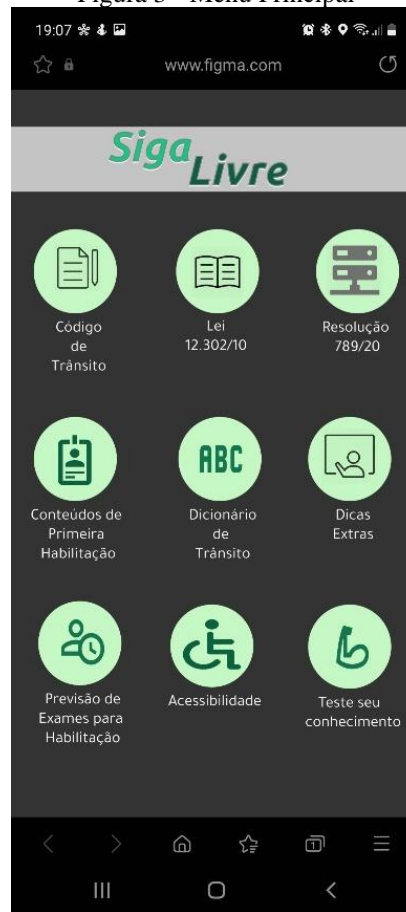 Figura 3 - Menu Principal
19:07
www.figma.com
Siga
Livre
Código
de
Trânsito
Lei
12.302/10
Resolução
789/20
Conteúdos de
Primeira
Habilitação
ABC
Dicionário
de
Trânsito
Dicas
Extras
Previsão de
Exames para
Habilitação
Acessibilidade
Teste seu
conhecimento
1